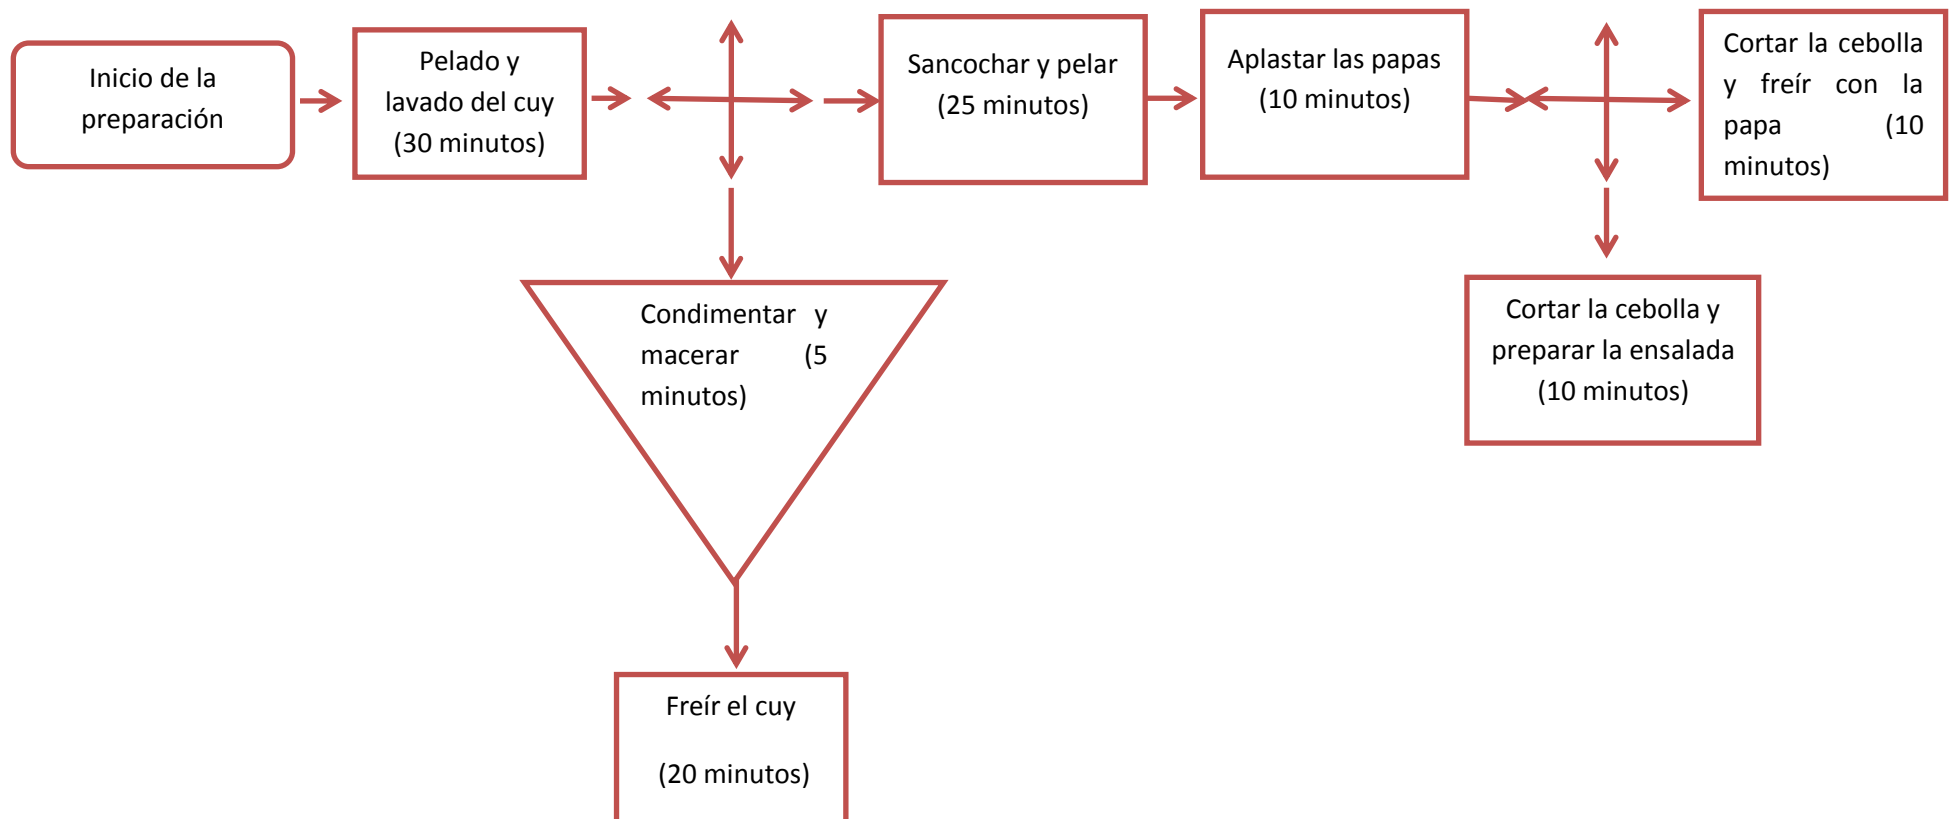 Inicio de la
preparación
Pelado y
lavado del cuy
(30 minutos)
Sancochar y pelar
(25 minutos)
Aplastar las papas
(10 minutos)
Cortar la cebolla
y freír con la
papa (10
minutos)
Condimentar y
macerar (5
minutos)
Cortar la cebolla y
preparar la ensalada
(10 minutos)
Freír el cuy
(20 minutos)